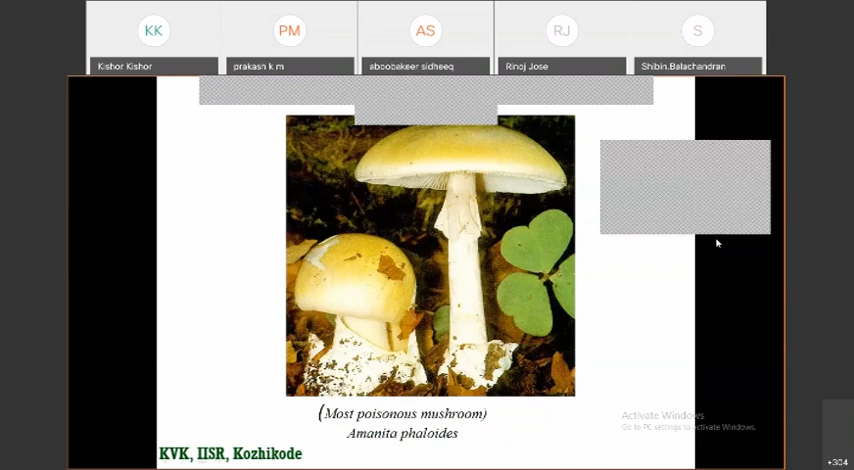 KK
PM
AS
RJ
S
Kishor Kishor
prakash k m
aboobakeer sidheeq
Rinoj Jose
Shibin.Balachandran
(Most poisonous mushroom)
Amanita phaloides
KVK, IISR, Kozhikode
Activate Windows
Go to PC settings to activate Windows.
+304